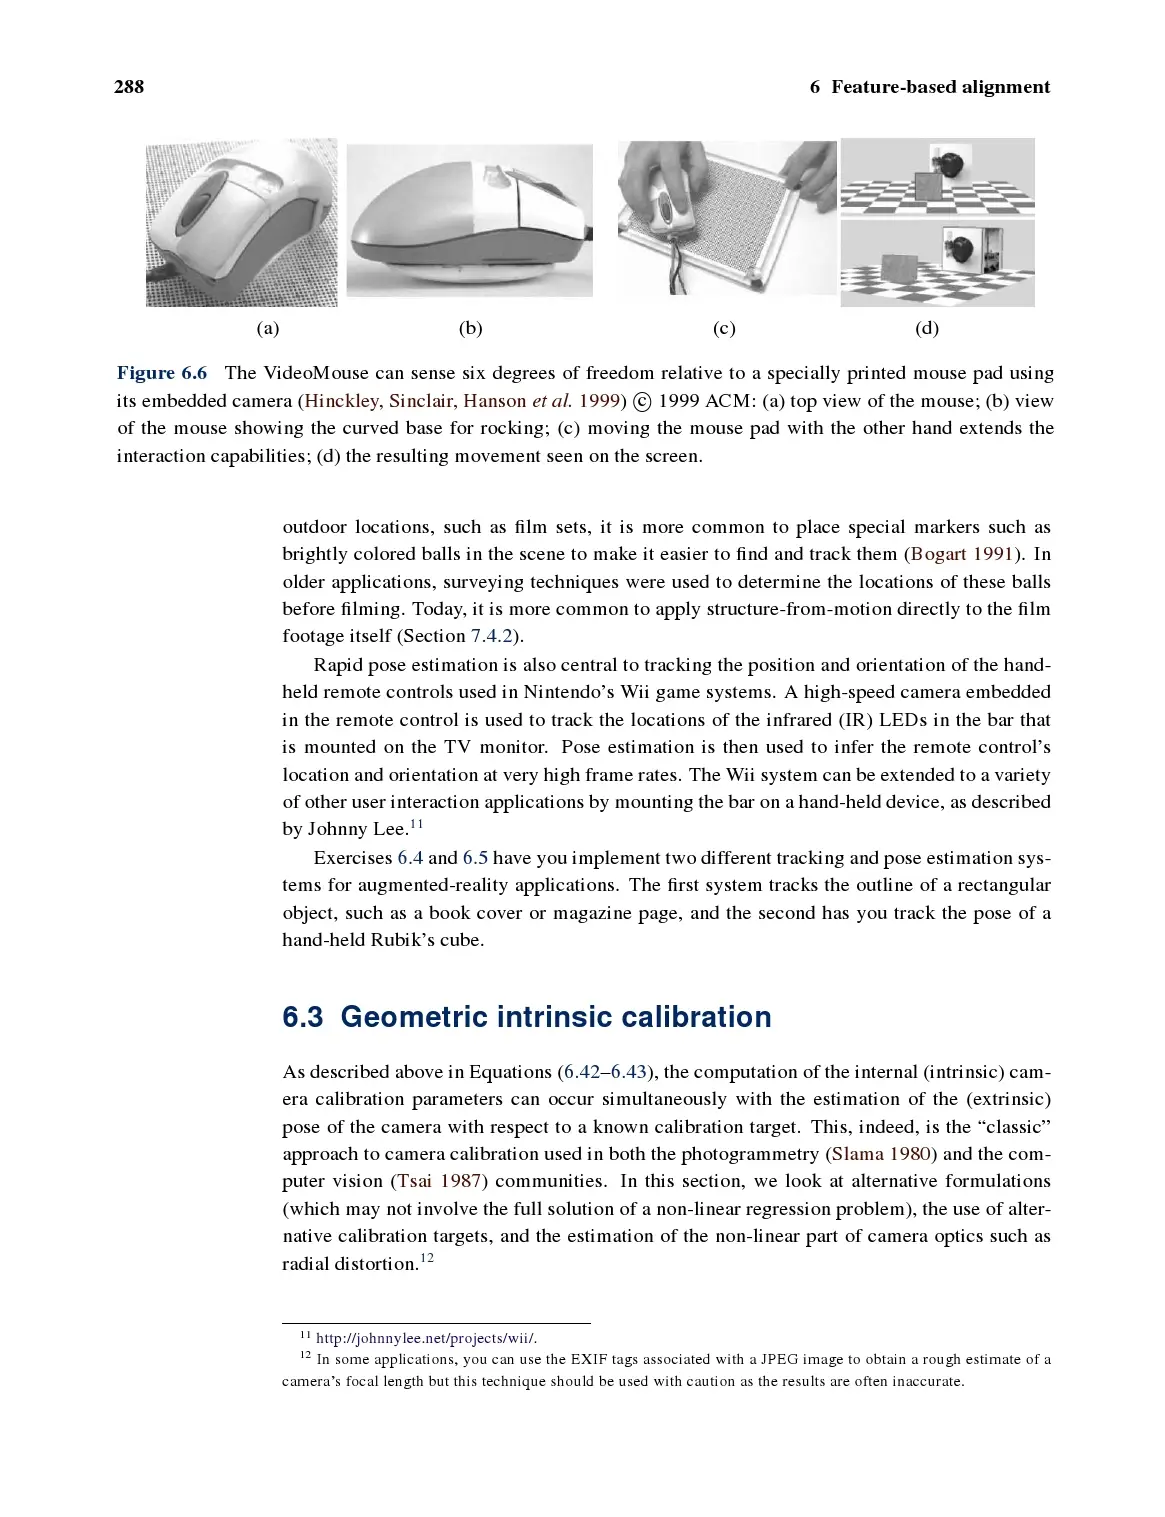 288
6 Feature-based alignment
(a)
(b)
(c)
(d)
Figure 6.6 The VideoMouse can sense six degrees of freedom relative to a specially printed mouse pad using
its embedded camera (Hinckley, Sinclair, Hanson et al. 1999) © 1999 ACM: (a) top view of the mouse; (b) view
of the mouse showing the curved base for rocking; (c) moving the mouse pad with the other hand extends the
interaction capabilities; (d) the resulting movement seen on the screen.
outdoor locations, such as film sets, it is more common to place special markers such as
brightly colored balls in the scene to make it easier to find and track them (Bogart 1991). In
older applications, surveying techniques were used to determine the locations of these balls
before filming. Today, it is more common to apply structure-from-motion directly to the film
footage itself (Section 7.4.2).
Rapid pose estimation is also central to tracking the position and orientation of the hand-
held remote controls used in Nintendo’s Wii game systems. A high-speed camera embedded
in the remote control is used to track the locations of the infrared (IR) LEDs in the bar that
is mounted on the TV monitor. Pose estimation is then used to infer the remote control’s
location and orientation at very high frame rates. The Wii system can be extended to a variety
of other user interaction applications by mounting the bar on a hand-held device, as described
by Johnny Lee.11
Exercises 6.4 and 6.5 have you implement two different tracking and pose estimation sys-
tems for augmented-reality applications. The first system tracks the outline of a rectangular
object, such as a book cover or magazine page, and the second has you track the pose of a
hand-held Rubik’s cube.
6.3 Geometric intrinsic calibration
As described above in Equations (6.42–6.43), the computation of the internal (intrinsic) cam-
era calibration parameters can occur simultaneously with the estimation of the (extrinsic)
pose of the camera with respect to a known calibration target. This, indeed, is the “classic”
approach to camera calibration used in both the photogrammetry (Slama 1980) and the com-
puter vision (Tsai 1987) communities. In this section, we look at alternative formulations
(which may not involve the full solution of a non-linear regression problem), the use of alter-
native calibration targets, and the estimation of the non-linear part of camera optics such as
radial distortion.12
11 http://johnnylee.net/projects/wii/.
12 In some applications, you can use the EXIF tags associated with a JPEG image to obtain a rough estimate of a
camera’s focal length but this technique should be used with caution as the results are often inaccurate.